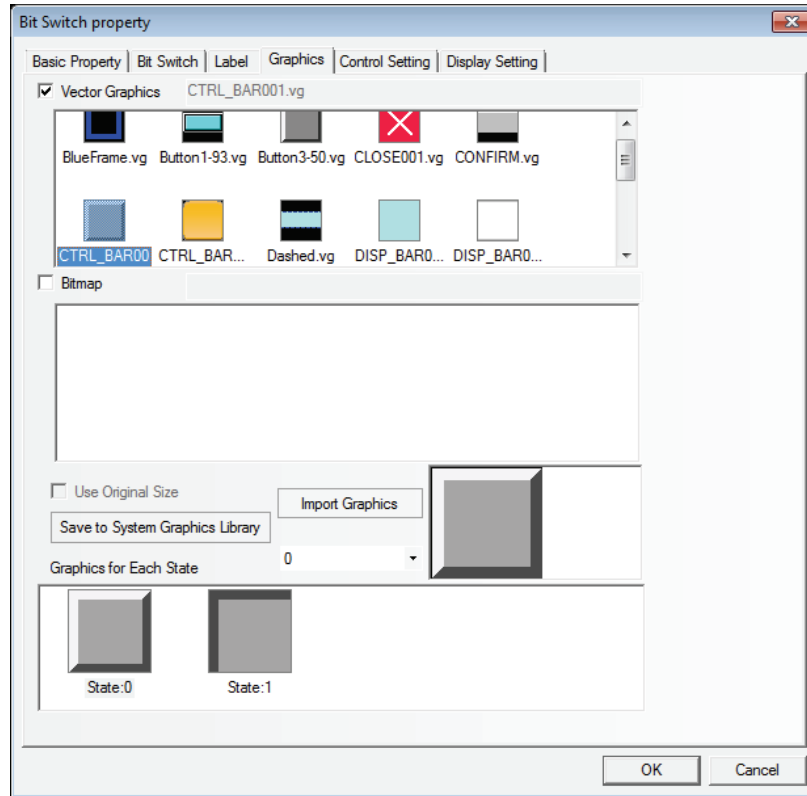 Bit Switch property
Basic Property Bit Switch Label Graphics Control Setting Display Setting
Vector Graphics CTRL_BAR001.vg
BlueFrame.vg Button1-93.vg Button3-50.vg CLOSE001.vg CONFIRM.vg
CTRL_BAR00 CTRL_BAR... Dashed.vg DISP_BAR0... DISP_BAR0...
Bitmap
Use Original Size
Import Graphics
Save to System Graphics Library
Graphics for Each State
0
State:0 State:1
OK Cancel